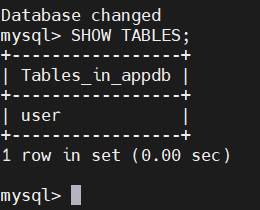 Database changed
mysql> SHOW TABLES;
+-----------------+
| Tables_in_appdb |
+-----------------+
| user            |
+-----------------+
1 row in set (0.00 sec)
mysql>